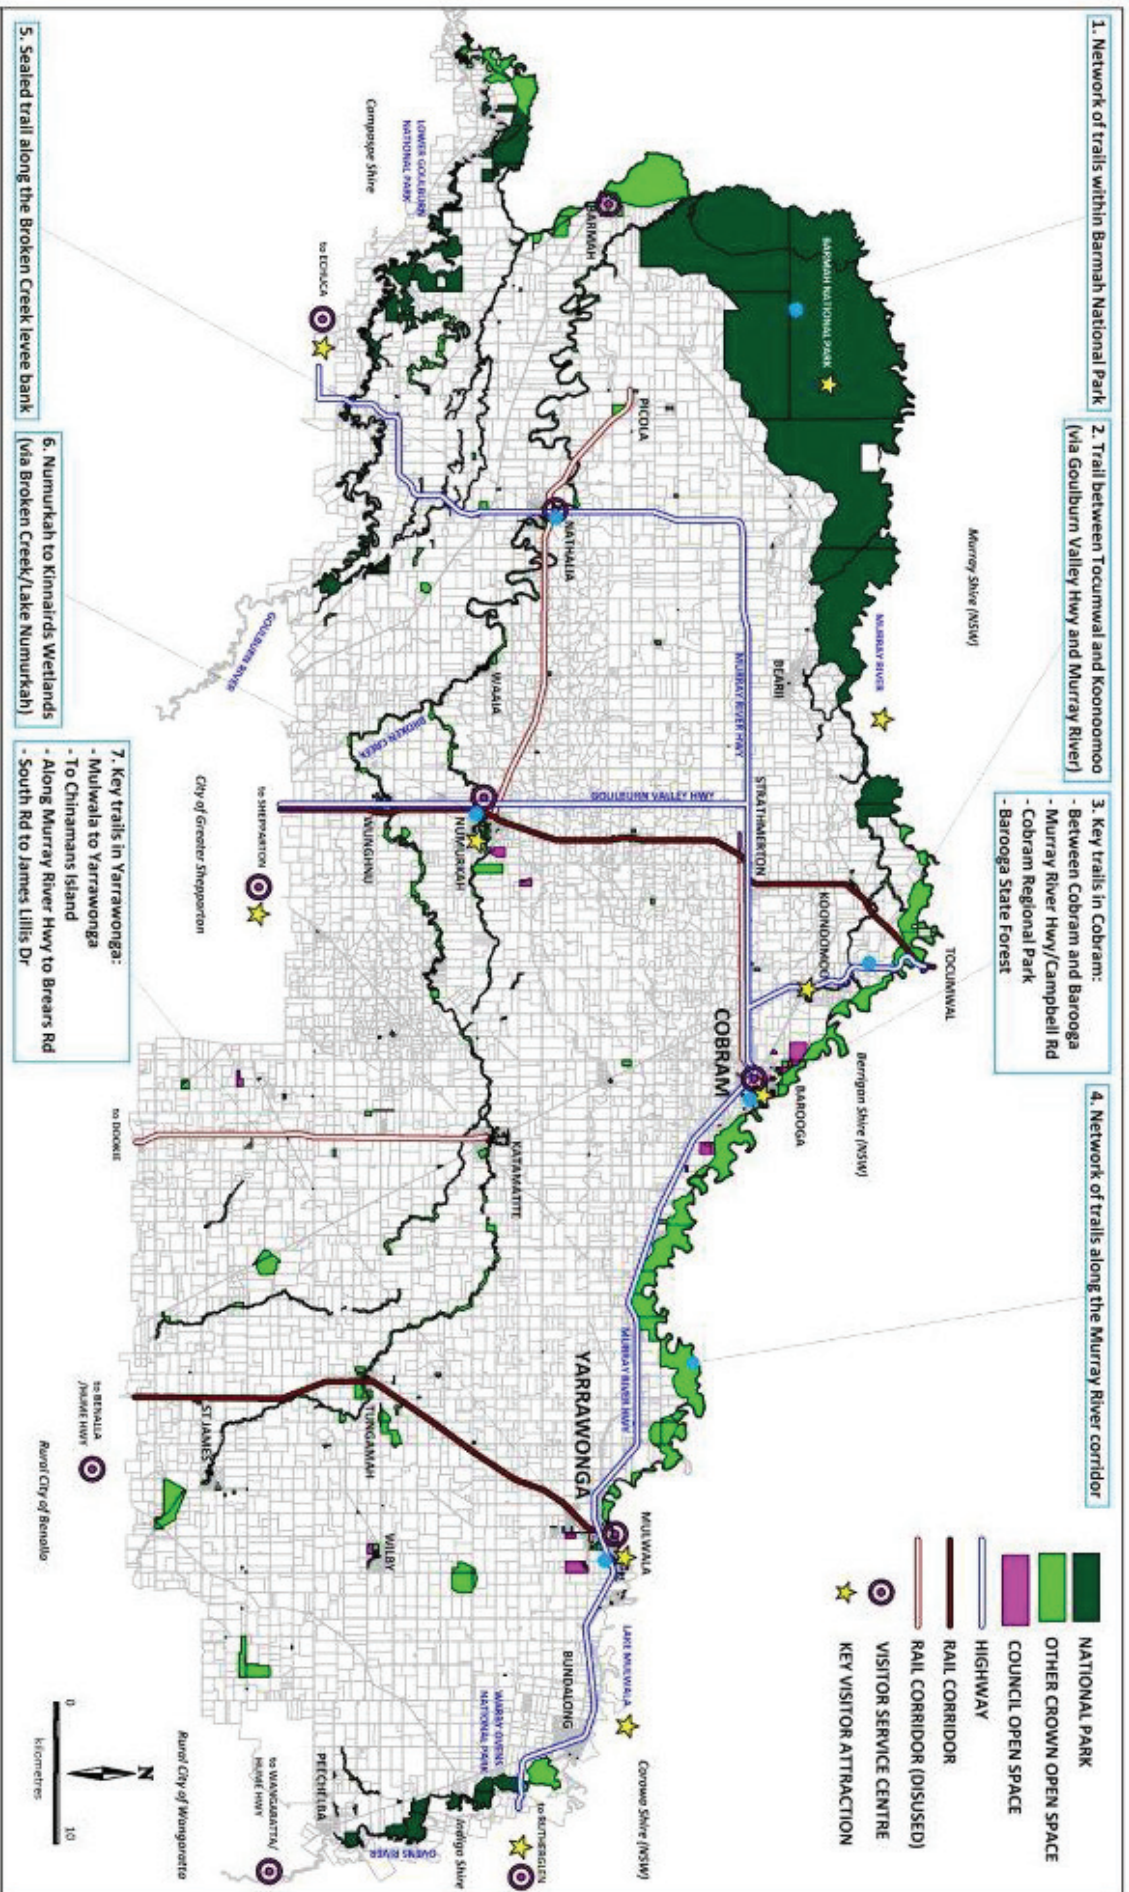 1. Network of trails within Barmah National Park
2. Trail between Tocumwal and Koonoomoo
(via Goulburn Valley Hwy and Murray River)
3. Key trails in Cobram:
- Between Cobram and Barooga
- Murray River Hwy/Campbell Rd
- Cobram Regional Park
- Barooga State Forest
4. Network of trails along the Murray River corridor
NATIONAL PARK
OTHER CROWN OPEN SPACE
COUNCIL OPEN SPACE
HIGHWAY
RAIL CORRIDOR
RAIL CORRIDOR (DISUSED)
VISITOR SERVICE CENTRE
KEY VISITOR ATTRACTION
Murray Shire (NSW)
TOCUMWAL
MURRAY RIVER
Berrigan Shire (NSW)
BARMAH NATIONAL PARK
KOONOOMOO
BAROOGA
BEARII
STRATHMERTON
MURRAY RIVER HWY
GOULBURN VALLEY HWY
COBRAM
PICOLA
BARMAH
MURRAY RIVER HWY
MULWALA
LAKE MULWALA
Corowa Shire (NSW)
YARRAWONGA
BUNDALONG
NATHALIA
WAAIA
NUMURKAH
KATAMATITE
WARBY OVENS
NATIONAL PARK
to RUTHERGLEN
Indigo Shire
LOWER GOULBURN
NATIONAL PARK
Campaspe Shire
BROKEN CREEK
WUNGHNU
TUNGAMAH
WILBY
OVENS RIVER
PEECHELBA
to ECHUCA
GOULBURN RIVER
to SHEPPARTON
City of Greater Shepparton
ST JAMES
to WANGARATTA/
HUME HWY
Rural City of Wangaratta
to DOOKIE
to BENALLA
/HUME HWY
Rural City of Benalla
N
0
10
kilometres
5. Sealed trail along the Broken Creek levee bank
6. Numurkah to Kinnairds Wetlands
(via Broken Creek/Lake Numurkah)
7. Key trails in Yarrawonga:
- Mulwala to Yarrawonga
- To Chinamans Island
- Along Murray River Hwy to Brears Rd
- South Rd to James Lillis Dr